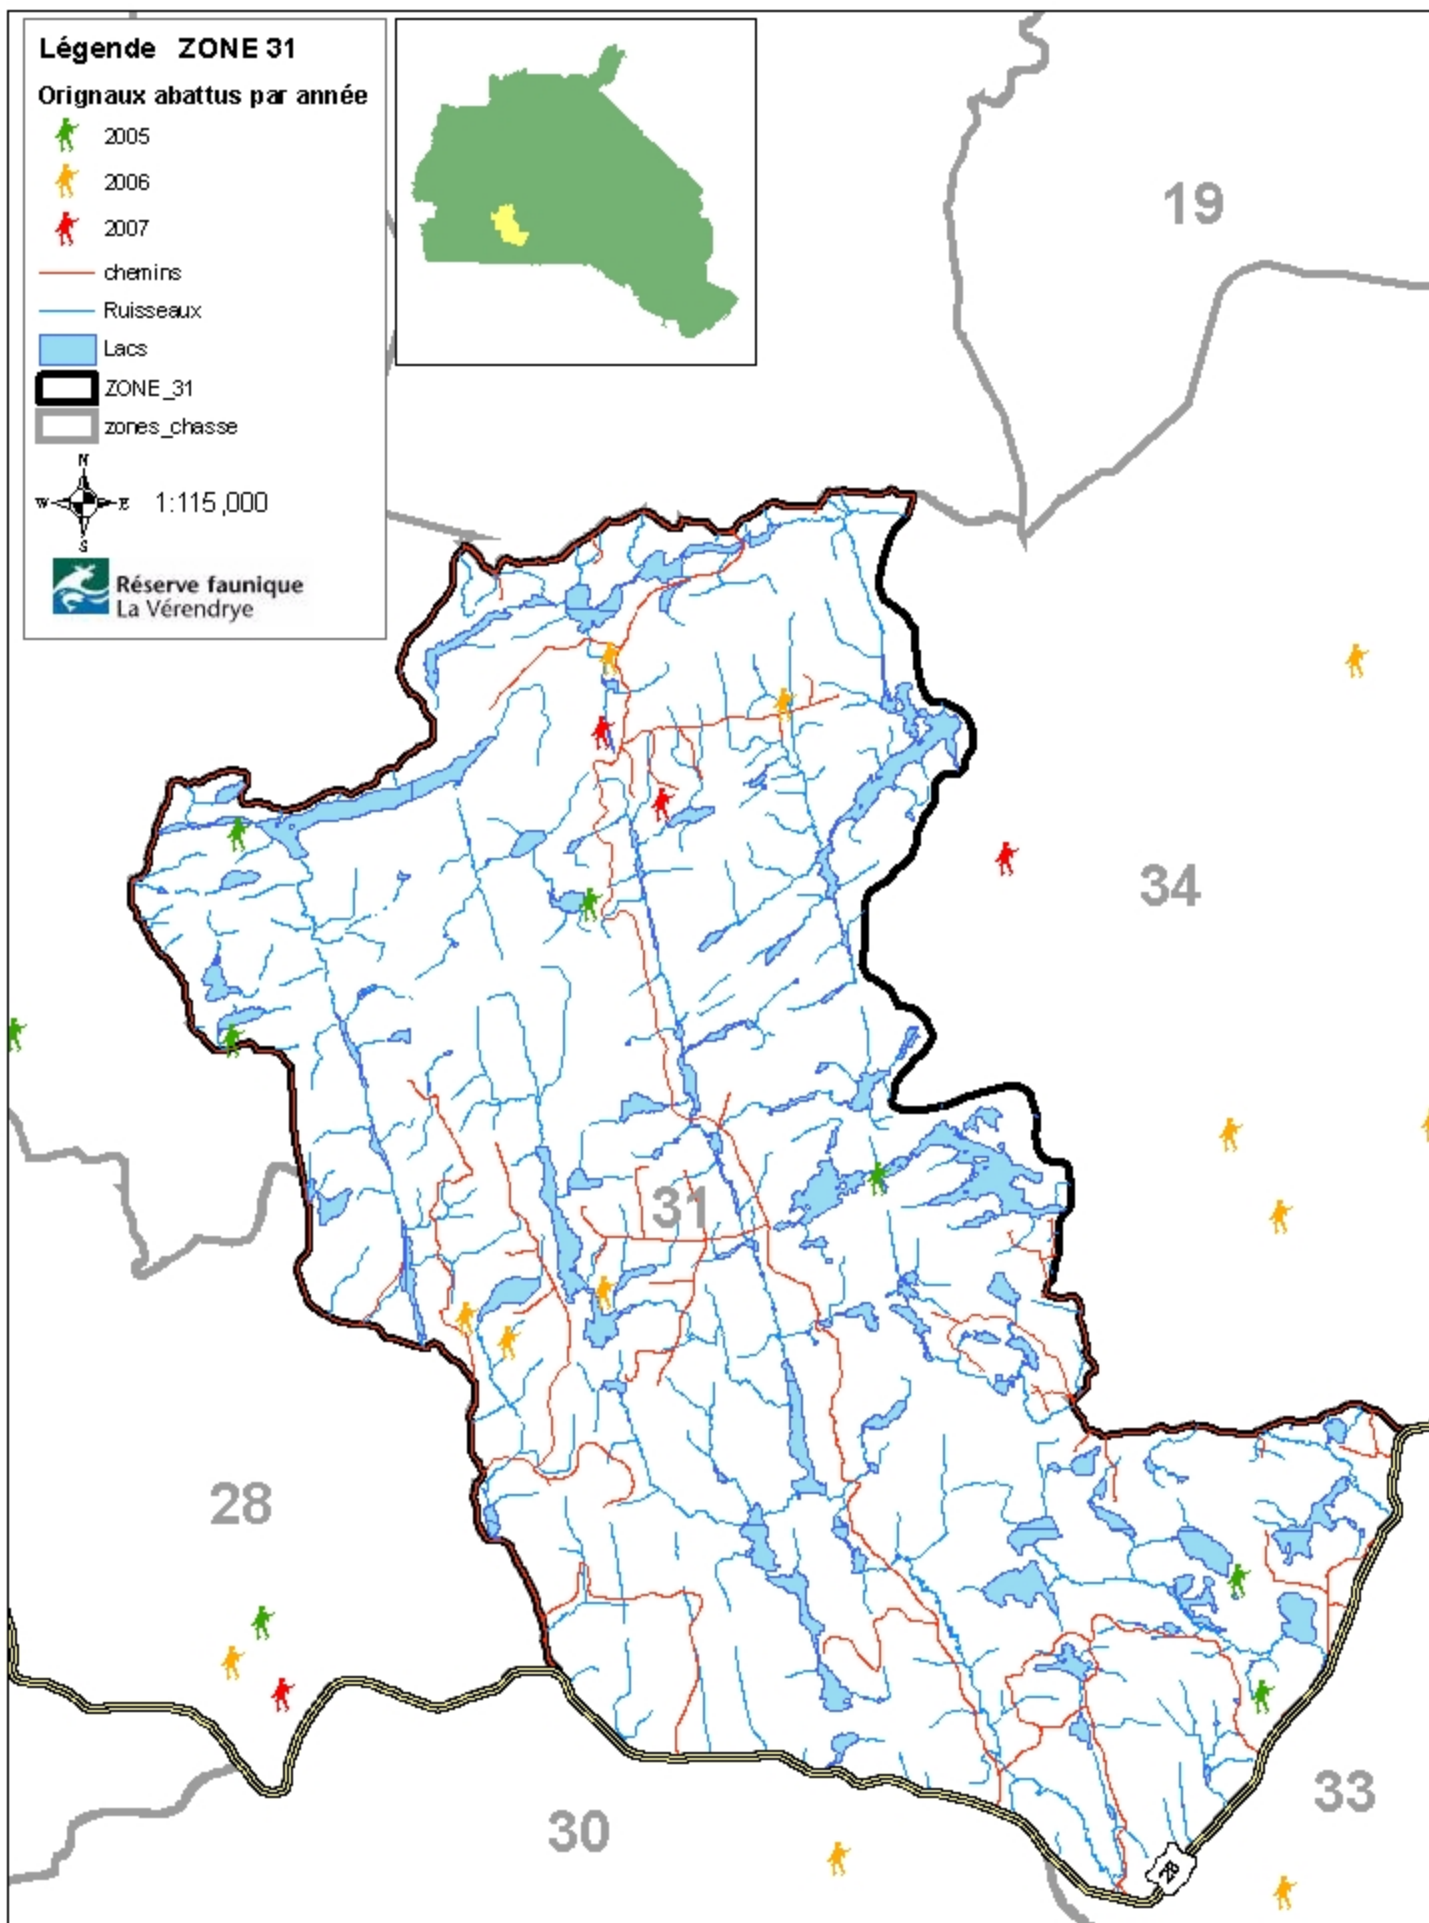 Légende ZONE 31
Orignaux abattus par année
2005
2006
2007
chemins
Ruisseaux
Lacs
ZONE_31
zones_chasse
N
W E
S
1:115,000
Réserve faunique
La Vérendrye
19
34
31
28
33
30
28